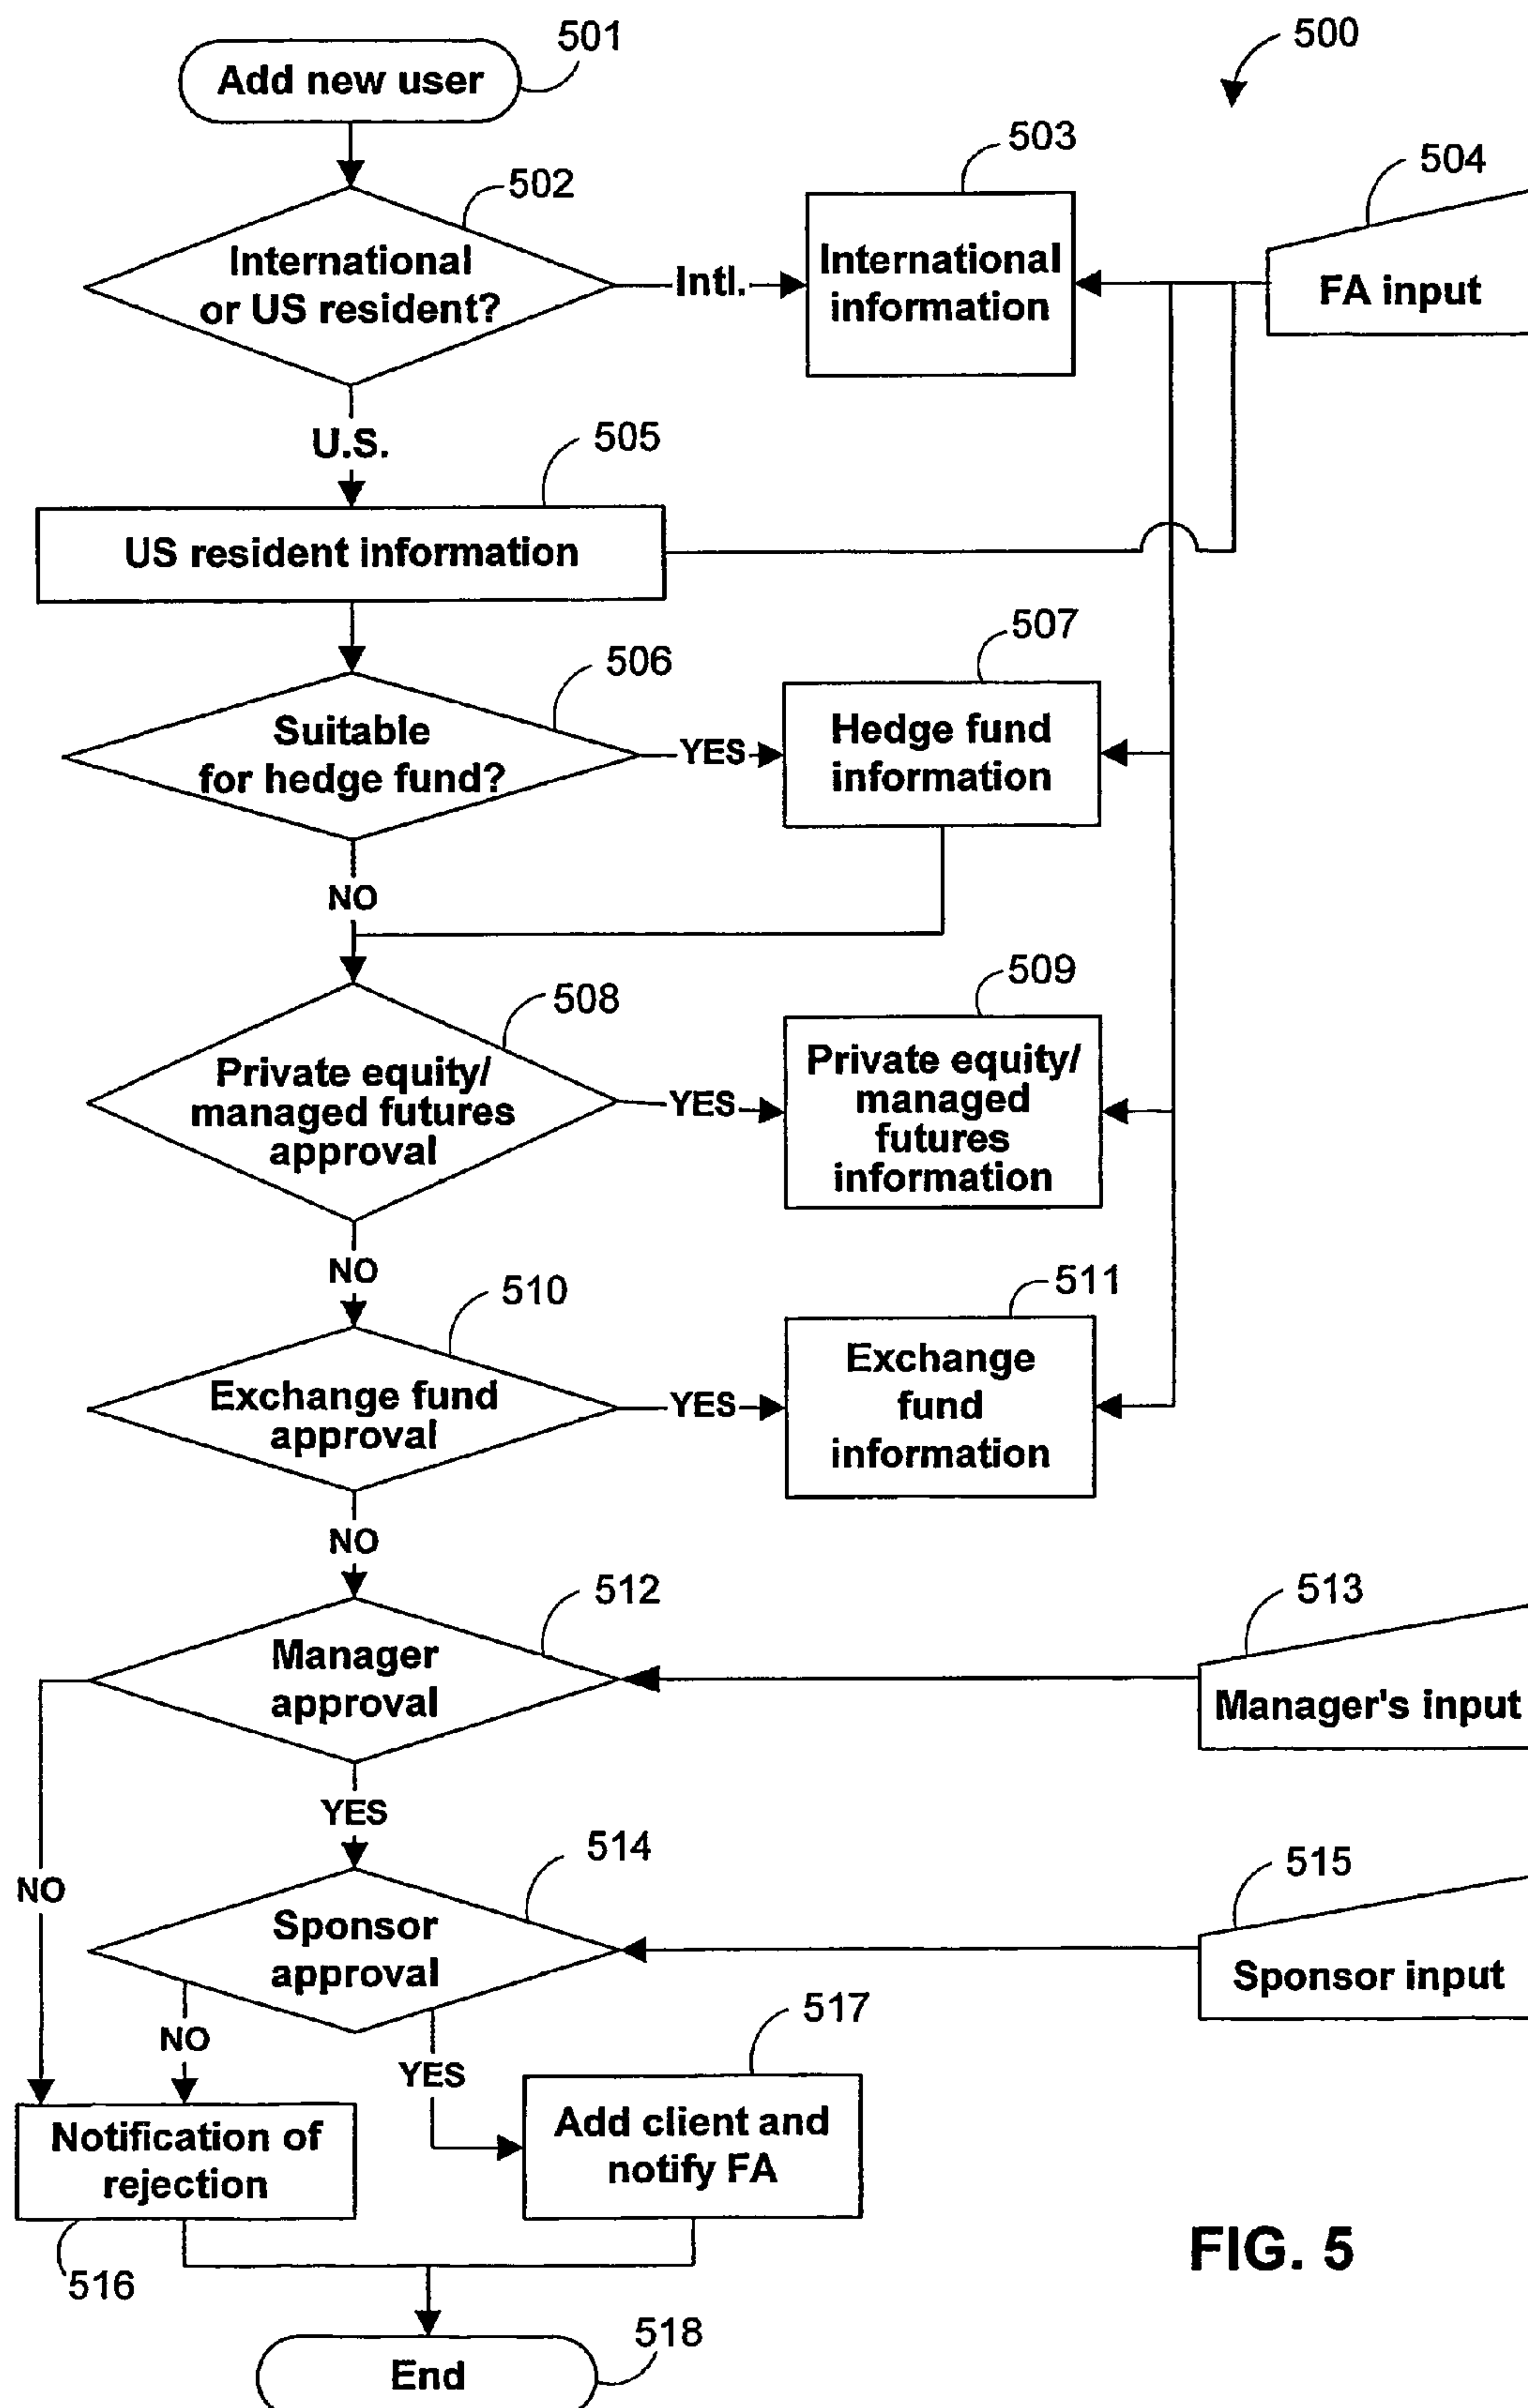 500
501
Add new user
502
International
or US resident?
Intl.
503
International
information
504
FA input
U.S.
505
US resident information
506
Suitable
for hedge fund?
YES
507
Hedge fund
information
NO
508
Private equity/
managed futures
approval
YES
509
Private equity/
managed
futures
information
NO
510
Exchange fund
approval
YES
511
Exchange
fund
information
NO
512
Manager
approval
513
Manager's input
YES
NO
514
Sponsor
approval
515
Sponsor input
NO
YES
516
Notification of
rejection
517
Add client and
notify FA
518
End
FIG. 5